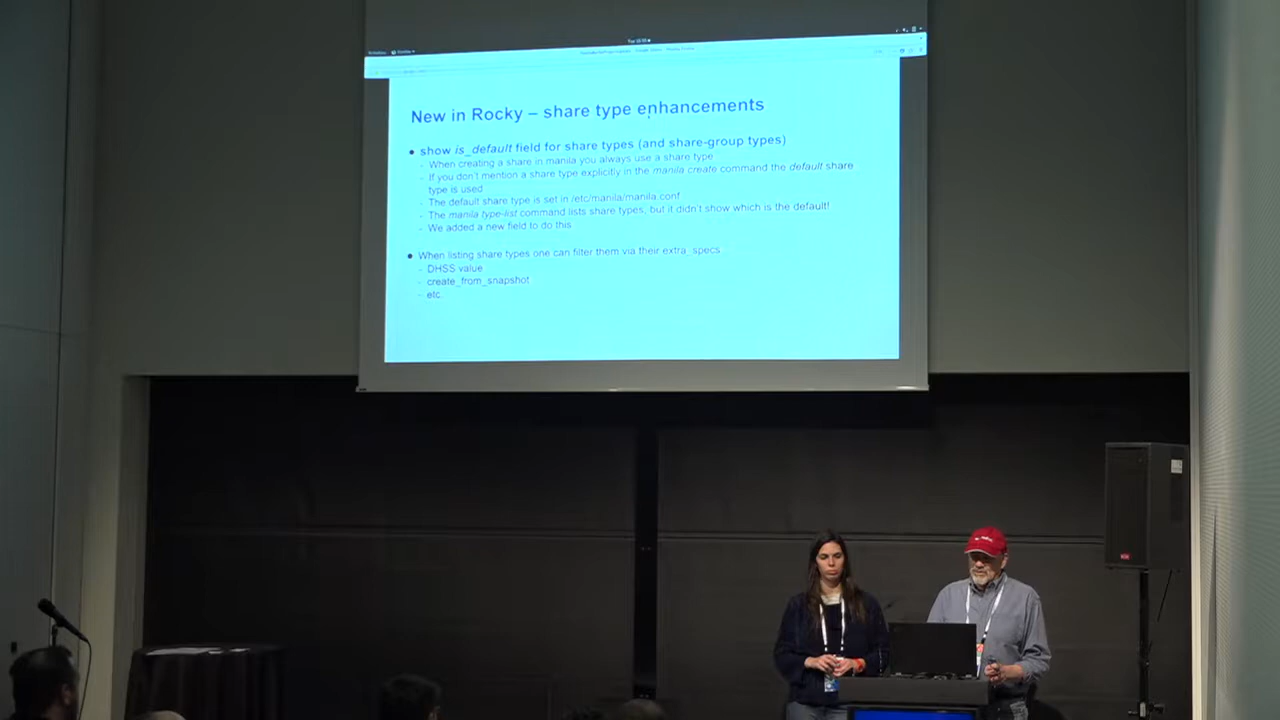 New in Rocky – share type enhancements
● show is_default field for share types (and share-group types)
- When creating a share in manila you always use a share type
- If you don't mention a share type explicitly in the manila create command the default share
type is used
- The default share type is set in /etc/manila/manila.conf
- The manila type-list command lists share types, but it didn't show which is the default!
- We added a new field to do this
● When listing share types one can filter them via their extra_specs
- DHSS value
- create_from_snapshot
- etc.